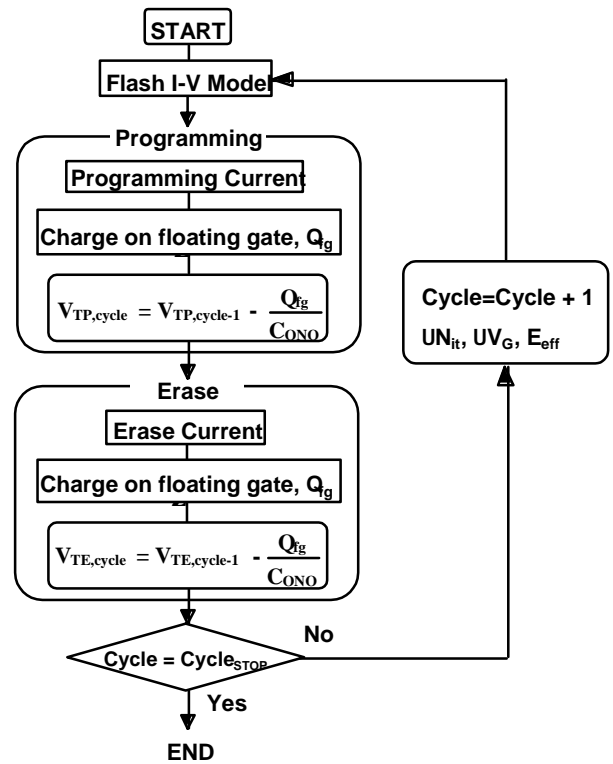 START
Flash I-V Model
Programming
Programming Current
Charge on floating gate, Qfg
VTP,cycle = VTP,cycle-1 - Qfg
CONO
Erase
Erase Current
Charge on floating gate, Qfg
VTE,cycle = VTE,cycle-1 - Qfg
CONO
Cycle = CycleSTOP
No
Yes
END
Cycle=Cycle + 1
UNit, UVG, Eeff